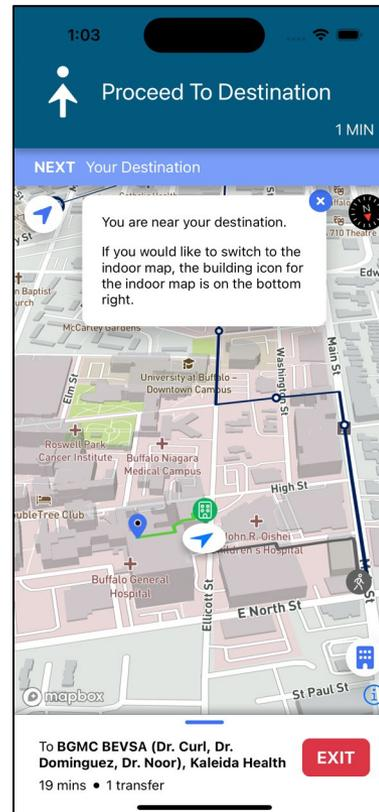 1:03
Proceed To Destination
1 MIN
NEXT Your Destination
You are near your destination.
If you would like to switch to the
indoor map, the building icon for
the indoor map is on the bottom
right.
N
710 Theatre
n Baptist
urch
Edw
McCarley Gardens
Elm St
University at Buffalo –
Downtown Campus
Washington St
Main St
Roswell Park
Cancer Institute
Buffalo Niagara
Medical Campus
High St
oubleTree Club
John R. Oishei
ildren's Hospital
Buffalo General
Hospital
Ellicott St
E North St
St Paul St
mapbox
To BGMC BEVSA (Dr. Curl, Dr.
Dominguez, Dr. Noor), Kaleida Health
19 mins • 1 transfer
EXIT